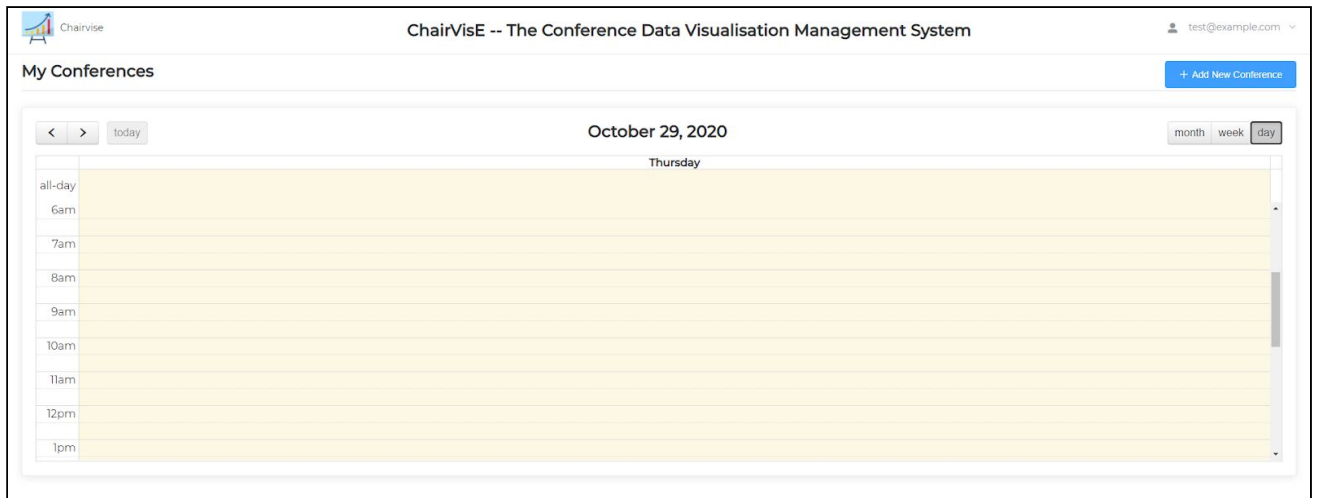 Chairvise
ChairVisE -- The Conference Data Visualisation Management System
test@example.com
My Conferences
+ Add New Conference
today
October 29, 2020
month week day
Thursday
all-day
6am
7am
8am
9am
10am
11am
12pm
1pm